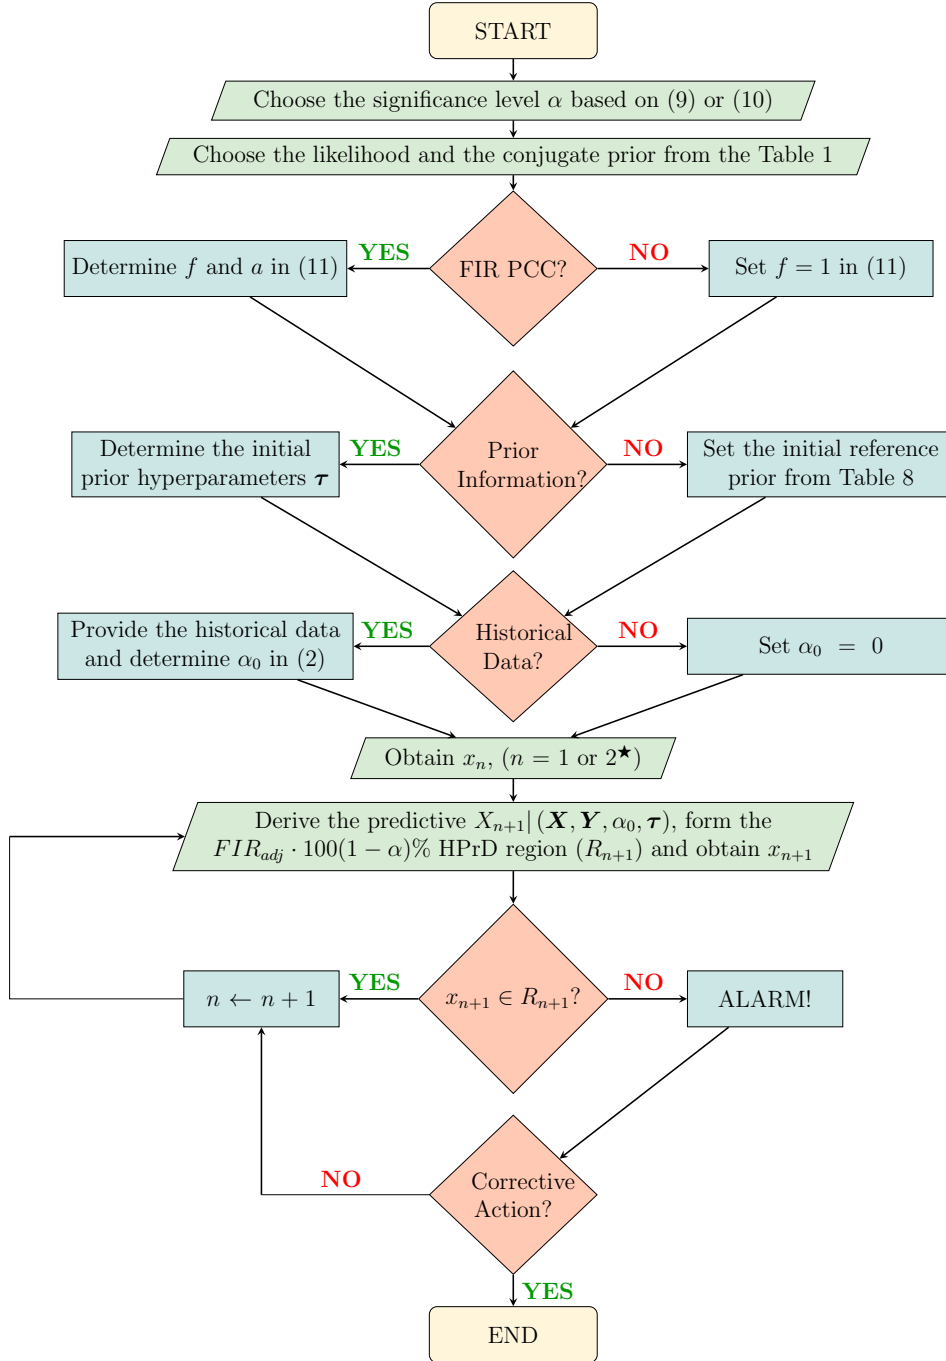 START
Choose the significance level α based on (9) or (10)
Choose the likelihood and the conjugate prior from the Table 1
YES
NO
Determine f and a in (11)
FIR PCC?
Set f = 1 in (11)
Determine the initial
prior hyperparameters τ
YES
Prior
Information?
NO
Set the initial reference
prior from Table 8
Provide the historical data
and determine α₀ in (2)
YES
Historical
Data?
NO
Set α₀ = 0
Obtain xₙ, (n = 1 or 2★)
Derive the predictive Xₙ₊₁| (X, Y, α₀, τ), form the
FIR_adj · 100(1 − α)% HPrD region (Rₙ₊₁) and obtain xₙ₊₁
YES
NO
n ← n + 1
xₙ₊₁ ∈ Rₙ₊₁?
ALARM!
NO
Corrective
Action?
YES
END